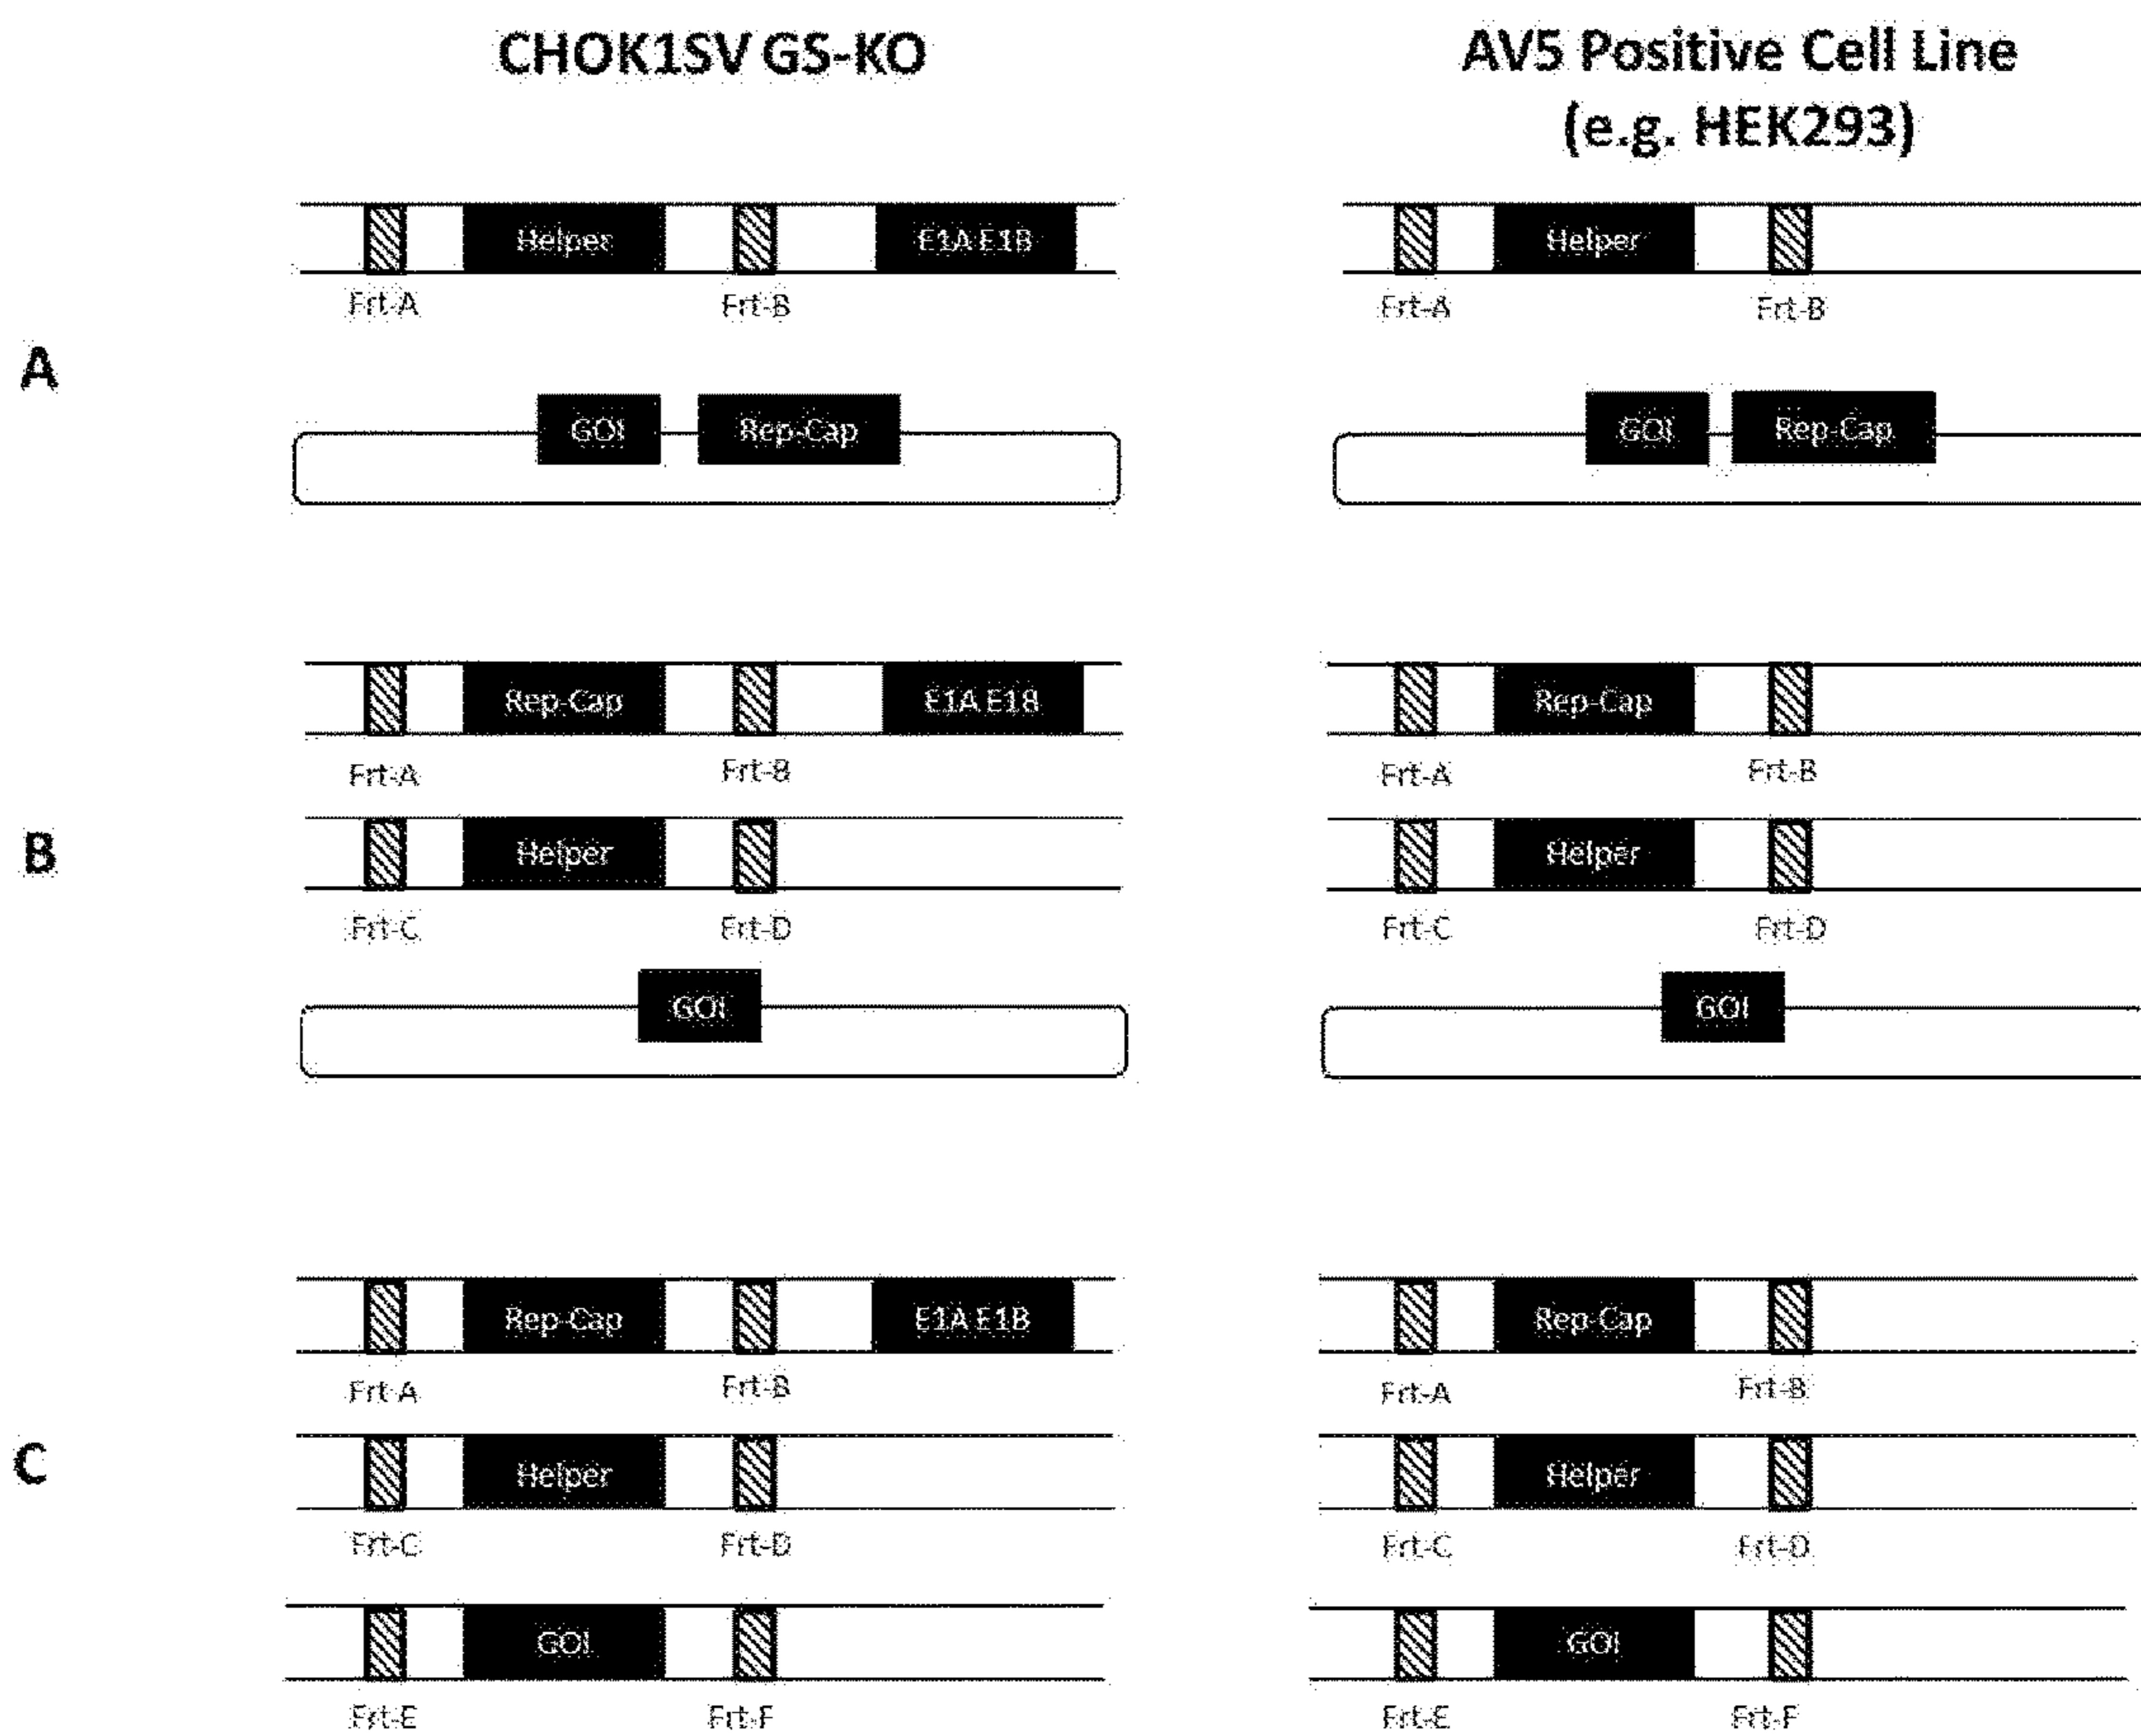 CHOK1SV GS-KO
AV5 Positive Cell Line
(e.g. HEK293)
A
Helper
E1A E1B
Frt-A
Frt-B
GOI
Rep-Cap
Helper
Frt-A
Frt-B
GOI
Rep-Cap
B
Rep-Cap
E1A E1B
Frt-A
Frt-B
Helper
Frt-C
Frt-D
GOI
Rep-Cap
Frt-A
Frt-B
Helper
Frt-C
Frt-D
GOI
C
Rep-Cap
E1A E1B
Frt-A
Frt-B
Helper
Frt-C
Frt-D
GOI
Frt-E
Frt-F
Rep-Cap
Frt-A
Frt-B
Helper
Frt-C
Frt-D
GOI
Frt-E
Frt-F